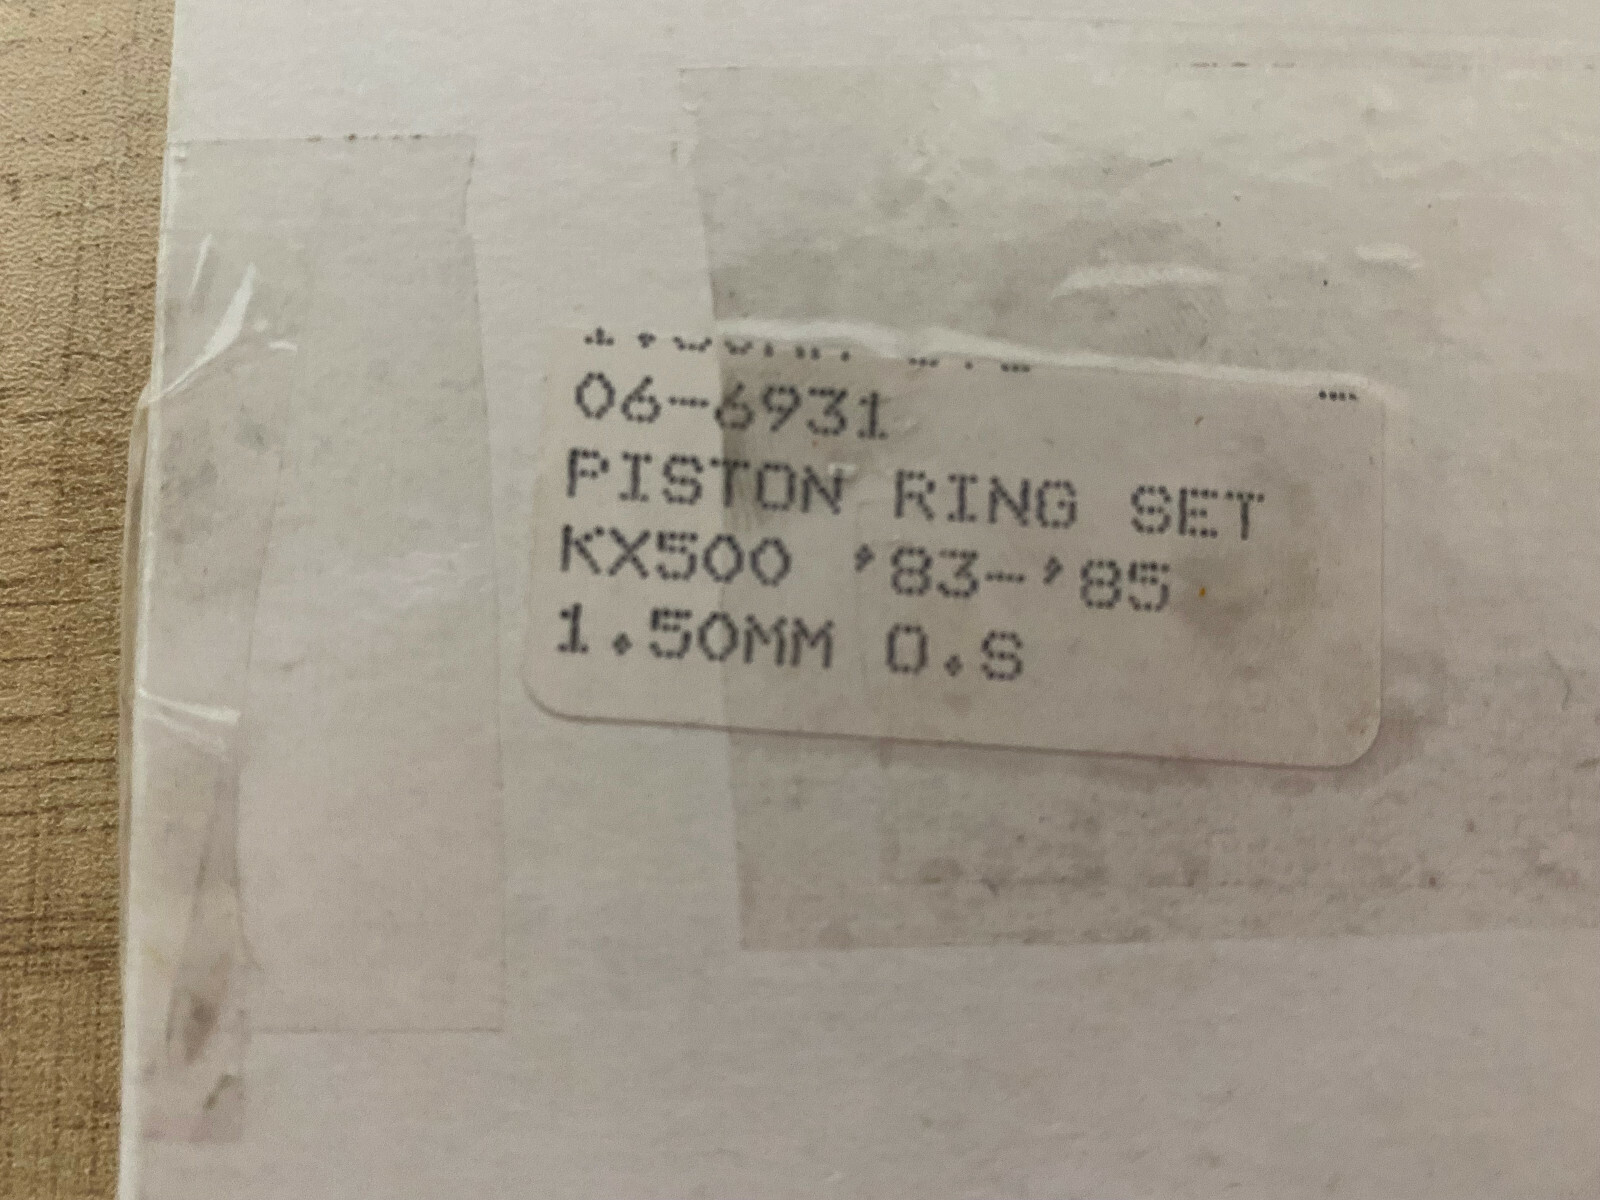 06-6931
PISTON RING SET
KX500 '83-'85
1.50MM O.S